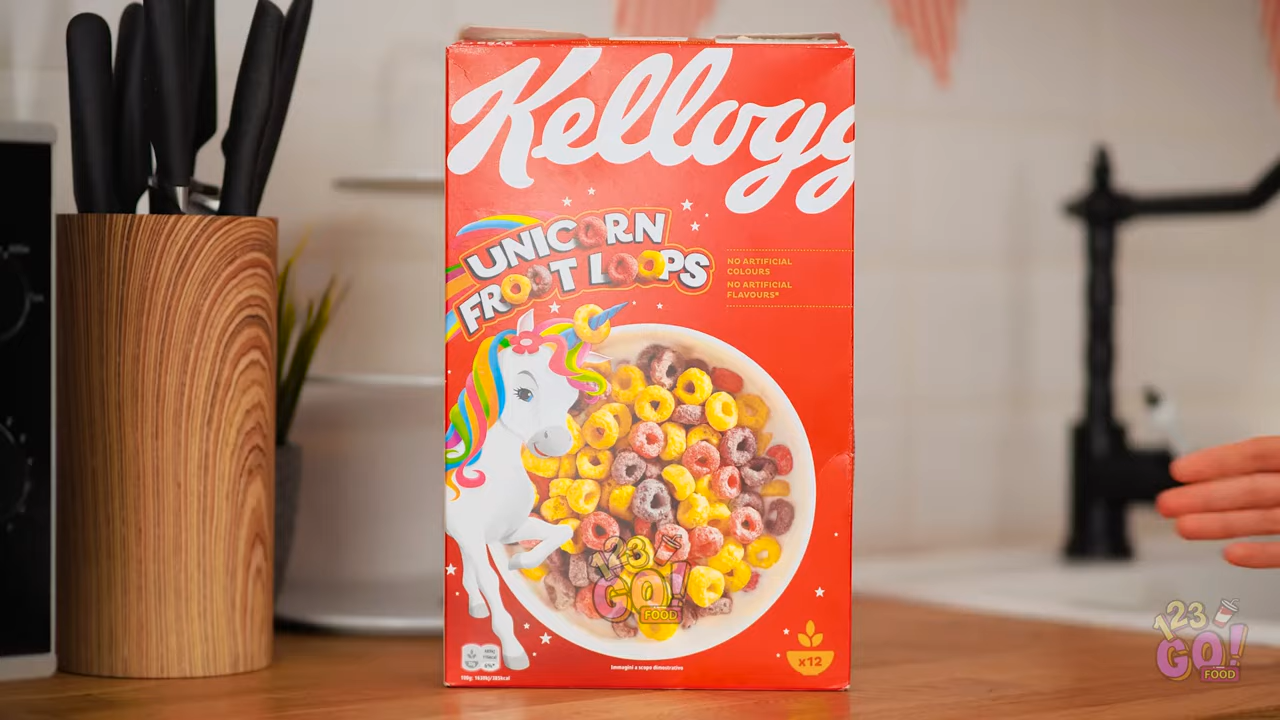 Kellogg
UNICORN
FROOT LOOPS
NO ARTIFICIAL
COLOURS
NO ARTIFICIAL
FLAVOURS*
123
GO!
FOOD
x12
Immagini a scopo dimostrativo
123
GO!
FOOD